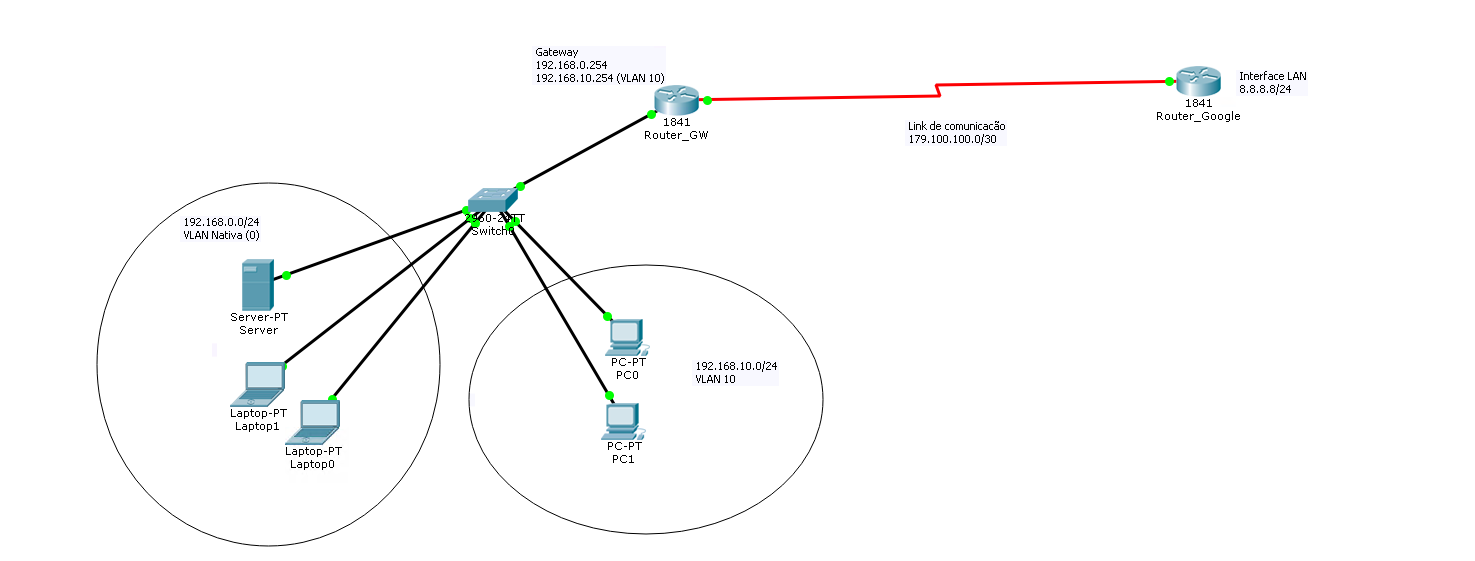 Gateway
192.168.0.254
192.168.10.254 (VLAN 10)
1841
Router_GW
Link de comunicacão
179.100.100.0/30
1841
Router_Google
Interface LAN
8.8.8.8/24
2960-24TT
Switch0
192.168.0.0/24
VLAN Nativa (0)
Server-PT
Server
Laptop-PT
Laptop1
Laptop-PT
Laptop0
PC-PT
PC0
192.168.10.0/24
VLAN 10
PC-PT
PC1